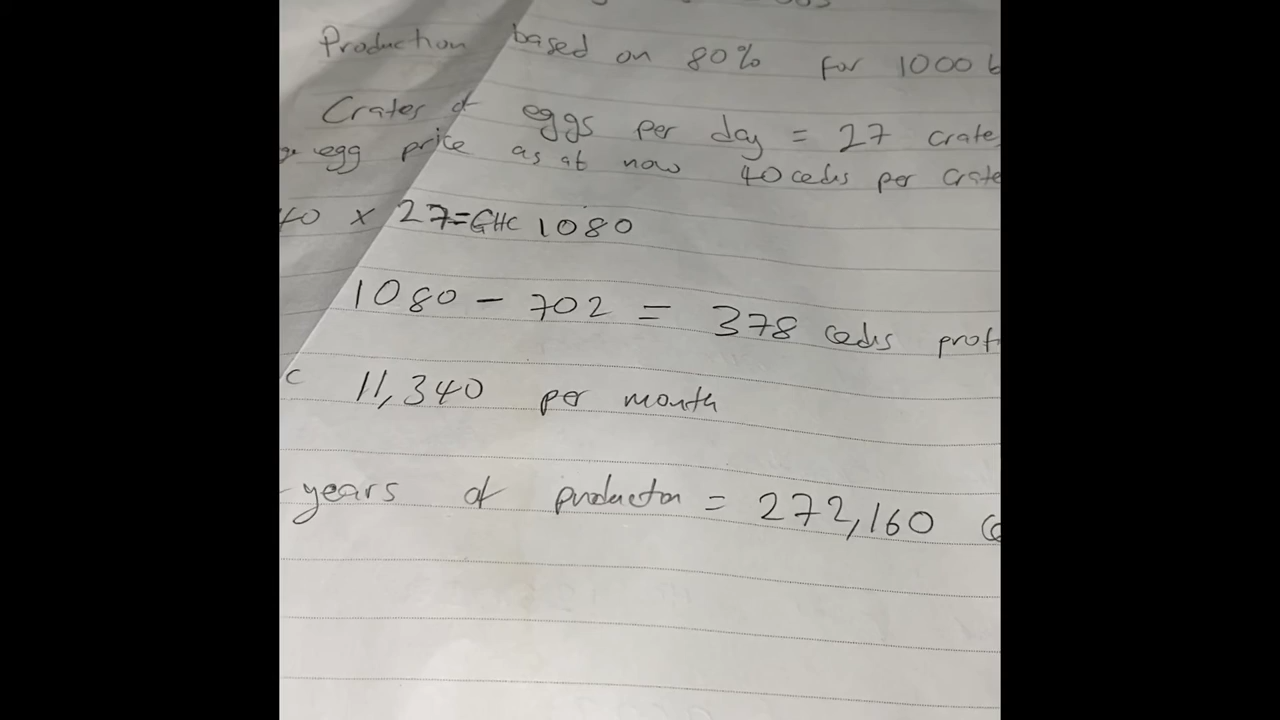 Production based on 80% for 1000
Crates of eggs per day = 27 crate
egg price as at now 40 cedis per crate
40 x 27=GHC 1080
1080 - 702 = 378 cedis prof
C 11,340 per month
years of production = 272,160 Ce